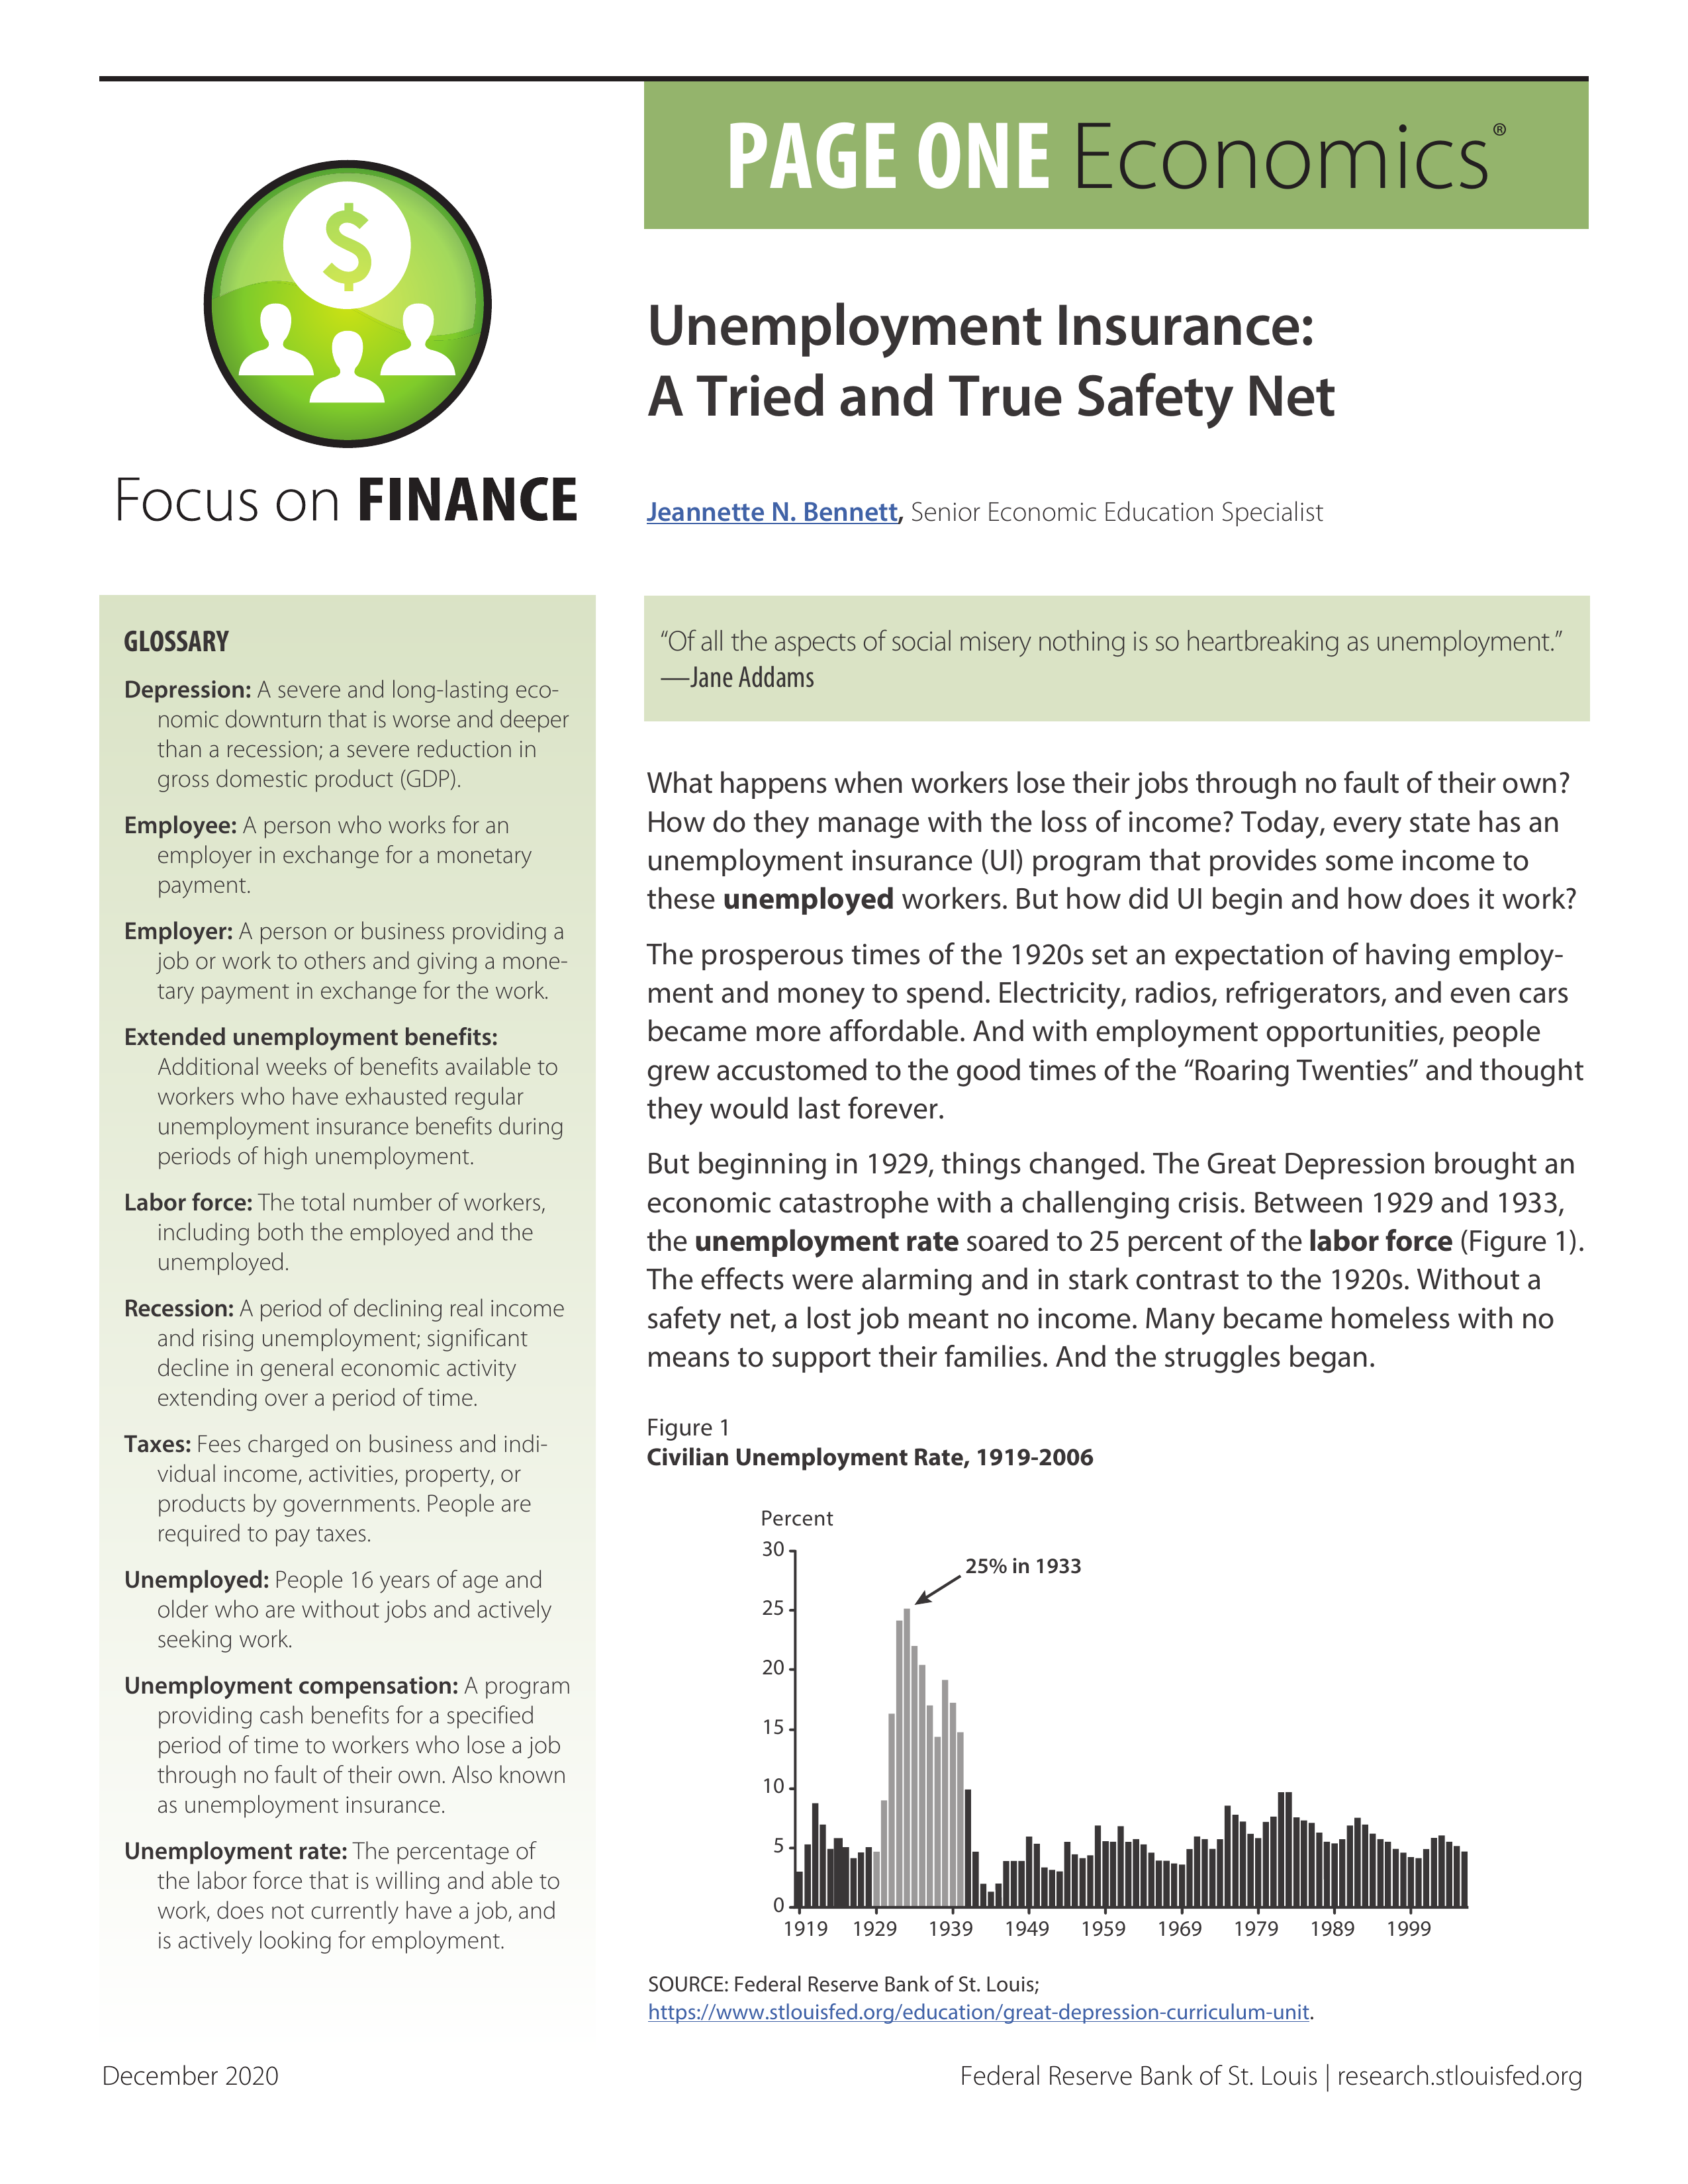 PAGE ONE Economics®
$
Focus on FINANCE
Unemployment Insurance:
A Tried and True Safety Net
Jeannette N. Bennett, Senior Economic Education Specialist
GLOSSARY
Depression: A severe and long-lasting eco-
nomic downturn that is worse and deeper
than a recession; a severe reduction in
gross domestic product (GDP).
Employee: A person who works for an
employer in exchange for a monetary
payment.
Employer: A person or business providing a
job or work to others and giving a mone-
tary payment in exchange for the work.
Extended unemployment benefits:
Additional weeks of benefits available to
workers who have exhausted regular
unemployment insurance benefits during
periods of high unemployment.
Labor force: The total number of workers,
including both the employed and the
unemployed.
Recession: A period of declining real income
and rising unemployment; significant
decline in general economic activity
extending over a period of time.
Taxes: Fees charged on business and indi-
vidual income, activities, property, or
products by governments. People are
required to pay taxes.
Unemployed: People 16 years of age and
older who are without jobs and actively
seeking work.
Unemployment compensation: A program
providing cash benefits for a specified
period of time to workers who lose a job
through no fault of their own. Also known
as unemployment insurance.
Unemployment rate: The percentage of
the labor force that is willing and able to
work, does not currently have a job, and
is actively looking for employment.
“Of all the aspects of social misery nothing is so heartbreaking as unemployment.”
—Jane Addams
What happens when workers lose their jobs through no fault of their own?
How do they manage with the loss of income? Today, every state has an
unemployment insurance (UI) program that provides some income to
these unemployed workers. But how did UI begin and how does it work?
The prosperous times of the 1920s set an expectation of having employ-
ment and money to spend. Electricity, radios, refrigerators, and even cars
became more affordable. And with employment opportunities, people
grew accustomed to the good times of the “Roaring Twenties” and thought
they would last forever.
But beginning in 1929, things changed. The Great Depression brought an
economic catastrophe with a challenging crisis. Between 1929 and 1933,
the unemployment rate soared to 25 percent of the labor force (Figure 1).
The effects were alarming and in stark contrast to the 1920s. Without a
safety net, a lost job meant no income. Many became homeless with no
means to support their families. And the struggles began.
Figure 1
Civilian Unemployment Rate, 1919-2006
Percent
30
25% in 1933
25
20
15
10
5
0
1919 1929 1939 1949 1959 1969 1979 1989 1999
SOURCE: Federal Reserve Bank of St. Louis;
https://www.stlouisfed.org/education/great-depression-curriculum-unit.
December 2020
Federal Reserve Bank of St. Louis | research.stlouisfed.org